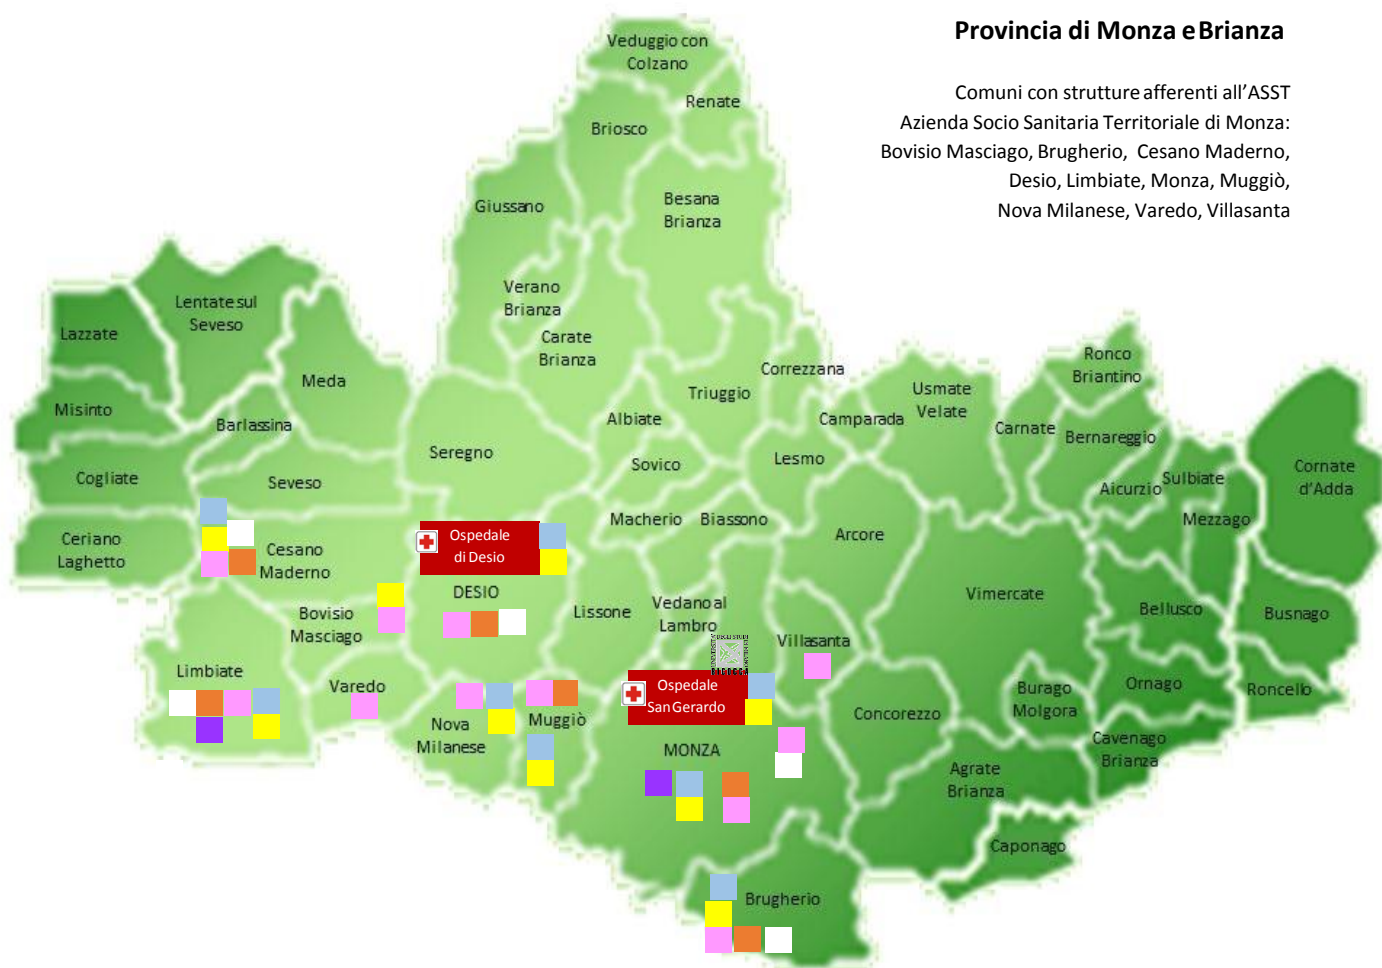 Provincia di Monza e Brianza
Comuni con strutture afferenti all'ASST
Azienda Socio Sanitaria Territoriale di Monza:
Bovisio Masciago, Brugherio, Cesano Maderno,
Desio, Limbiate, Monza, Muggiò,
Nova Milanese, Varedo, Villasanta
Veduggio con
Colzano
Renate
Briosco
Giussano
Besana
Brianza
Verano
Brianza
Carate
Brianza
Lentate sul
Seveso
Lazzate
Meda
Misinto
Barlassina
Cogliate
Seveso
Seregno
Albiate
Triuggio
Correzzana
Camparada
Usmate
Velate
Ronco
Briantino
Carnate
Bernareggio
Sovico
Lesmo
Aicurzio
Sulbiate
Mezzago
Cornate
d'Adda
Ceriano
Laghetto
Cesano
Maderno
Ospedale
di Desio
DESIO
Macherio
Biassono
Arcore
Bovisio
Masciago
Lissone
Vedano al
Lambro
Villasanta
Vimercate
Bellusco
Busnago
Limbiate
Varedo
Nova
Milanese
Muggiò
Ospedale
San Gerardo
MONZA
Concorezzo
Burago
Molgora
Ornago
Roncello
Cavenago
Brianza
Agrate
Brianza
Caponago
Brugherio